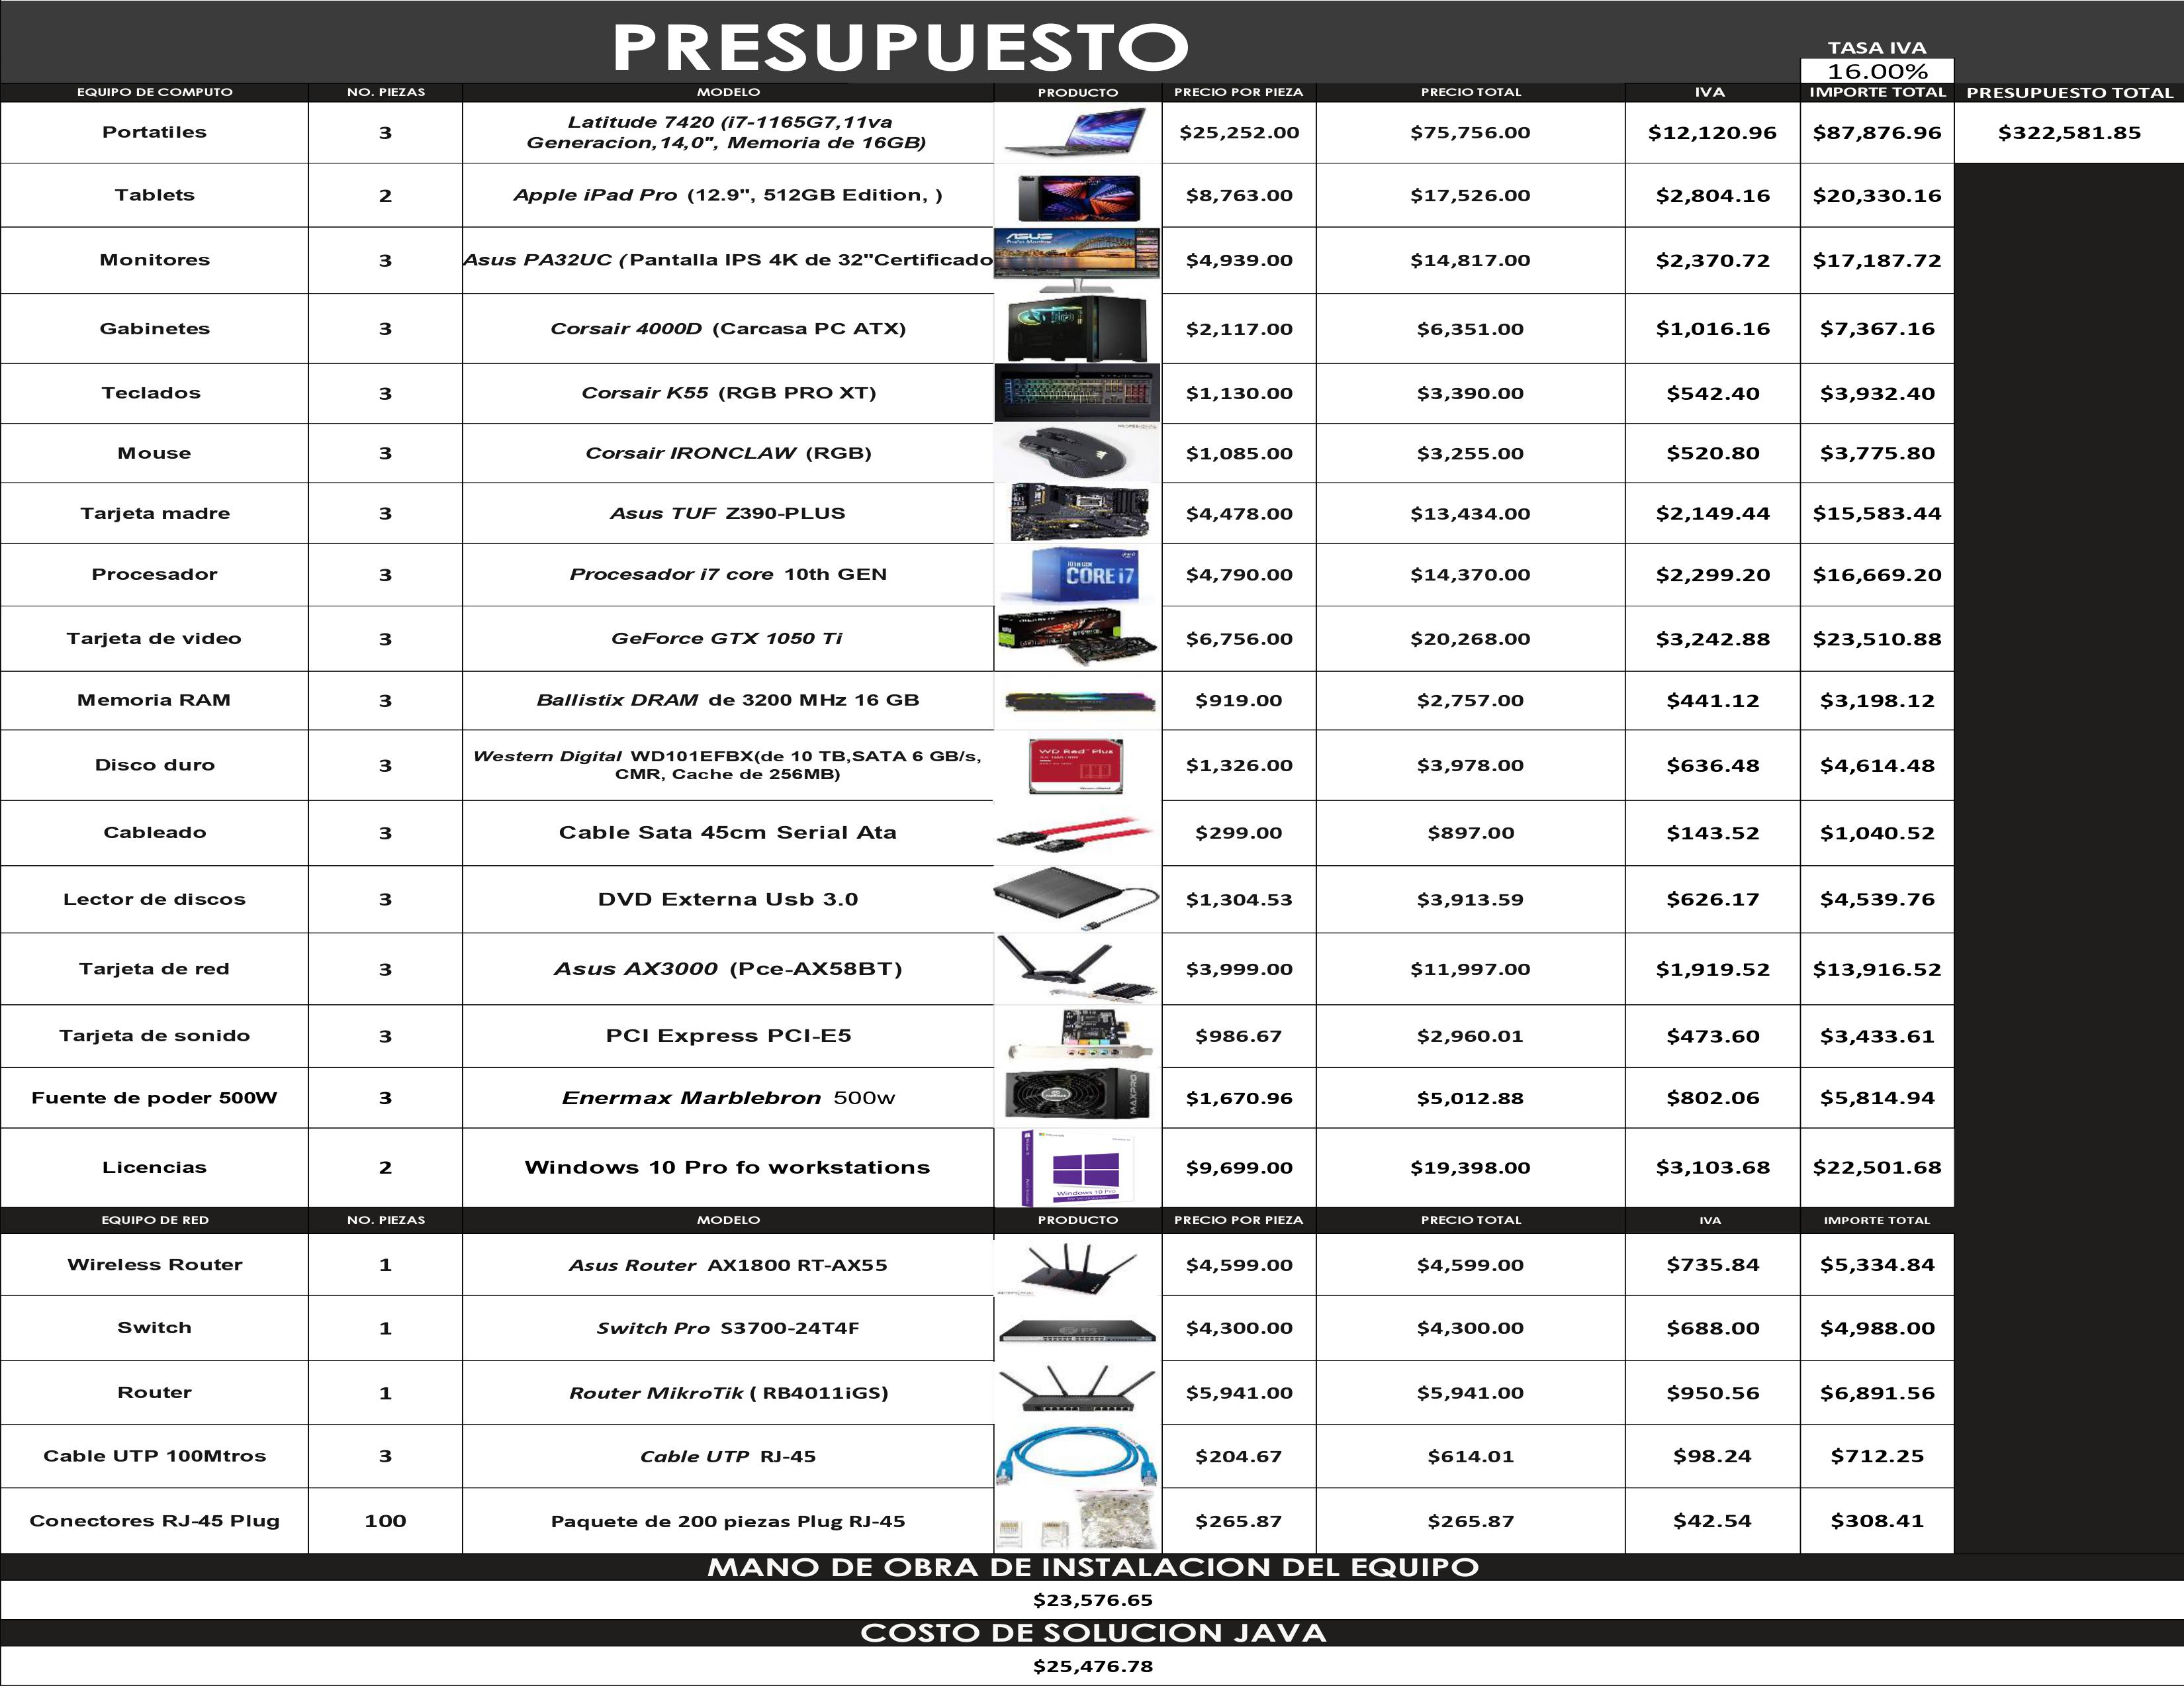 PRESUPUESTO
TASA IVA
16.00%
EQUIPO DE COMPUTO NO. PIEZAS MODELO PRODUCTO PRECIO POR PIEZA PRECIO TOTAL IVA IMPORTE TOTAL PRESUPUESTO TOTAL
Portatiles 3 Latitude 7420 (i7-1165G7,11va
Generacion,14,0", Memoria de 16GB) $25,252.00 $75,756.00 $12,120.96 $87,876.96 $322,581.85
Tablets 2 Apple iPad Pro (12.9", 512GB Edition, ) $8,763.00 $17,526.00 $2,804.16 $20,330.16
Monitores 3 Asus PA32UC (Pantalla IPS 4K de 32"Certificado ASUS $4,939.00 $14,817.00 $2,370.72 $17,187.72
Gabinetes 3 Corsair 4000D (Carcasa PC ATX) $2,117.00 $6,351.00 $1,016.16 $7,367.16
Teclados 3 Corsair K55 (RGB PRO XT) $1,130.00 $3,390.00 $542.40 $3,932.40
Mouse 3 Corsair IRONCLAW (RGB) $1,085.00 $3,255.00 $520.80 $3,775.80
Tarjeta madre 3 Asus TUF Z390-PLUS $4,478.00 $13,434.00 $2,149.44 $15,583.44
Procesador 3 Procesador i7 core 10th GEN CORE i7 $4,790.00 $14,370.00 $2,299.20 $16,669.20
Tarjeta de video 3 GeForce GTX 1050 Ti $6,756.00 $20,268.00 $3,242.88 $23,510.88
Memoria RAM 3 Ballistix DRAM de 3200 MHz 16 GB $919.00 $2,757.00 $441.12 $3,198.12
Disco duro 3 Western Digital WD101EFBX(de 10 TB,SATA 6 GB/s,
CMR, Cache de 256MB) WD Red Plus $1,326.00 $3,978.00 $636.48 $4,614.48
Cableado 3 Cable Sata 45cm Serial Ata $299.00 $897.00 $143.52 $1,040.52
Lector de discos 3 DVD Externa Usb 3.0 $1,304.53 $3,913.59 $626.17 $4,539.76
Tarjeta de red 3 Asus AX3000 (Pce-AX58BT) $3,999.00 $11,997.00 $1,919.52 $13,916.52
Tarjeta de sonido 3 PCI Express PCI-E5 $986.67 $2,960.01 $473.60 $3,433.61
Fuente de poder 500W 3 Enermax Marblebron 500w MAXPRO $1,670.96 $5,012.88 $802.06 $5,814.94
Licencias 2 Windows 10 Pro fo workstations Windows 10 Pro $9,699.00 $19,398.00 $3,103.68 $22,501.68
EQUIPO DE RED NO. PIEZAS MODELO PRODUCTO PRECIO POR PIEZA PRECIO TOTAL IVA IMPORTE TOTAL
Wireless Router 1 Asus Router AX1800 RT-AX55 $4,599.00 $4,599.00 $735.84 $5,334.84
Switch 1 Switch Pro S3700-24T4F FS $4,300.00 $4,300.00 $688.00 $4,988.00
Router 1 Router MikroTik ( RB4011iGS) $5,941.00 $5,941.00 $950.56 $6,891.56
Cable UTP 100Mtros 3 Cable UTP RJ-45 $204.67 $614.01 $98.24 $712.25
Conectores RJ-45 Plug 100 Paquete de 200 piezas Plug RJ-45 $265.87 $265.87 $42.54 $308.41
MANO DE OBRA DE INSTALACION DEL EQUIPO
$23,576.65
COSTO DE SOLUCION JAVA
$25,476.78